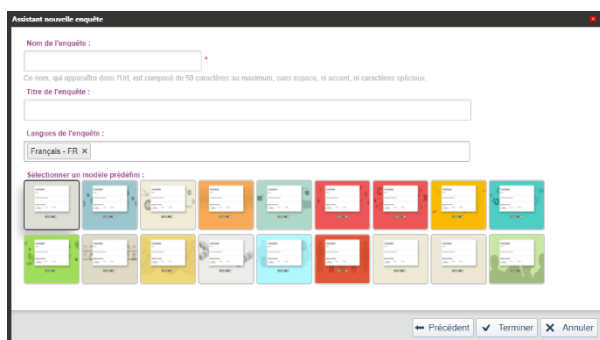 Assistant nouvelle enquête
Nom de l'enquête :
*
Ce nom, qui apparaîtra dans l'Url, est composé de 50 caractères au maximum, sans espace, ni accent, ni caractères spéciaux.
Titre de l'enquête :
Langues de l'enquête :
Français - FR ×
Sélectionner un modèle prédéfini :
Précédent Terminer Annuler